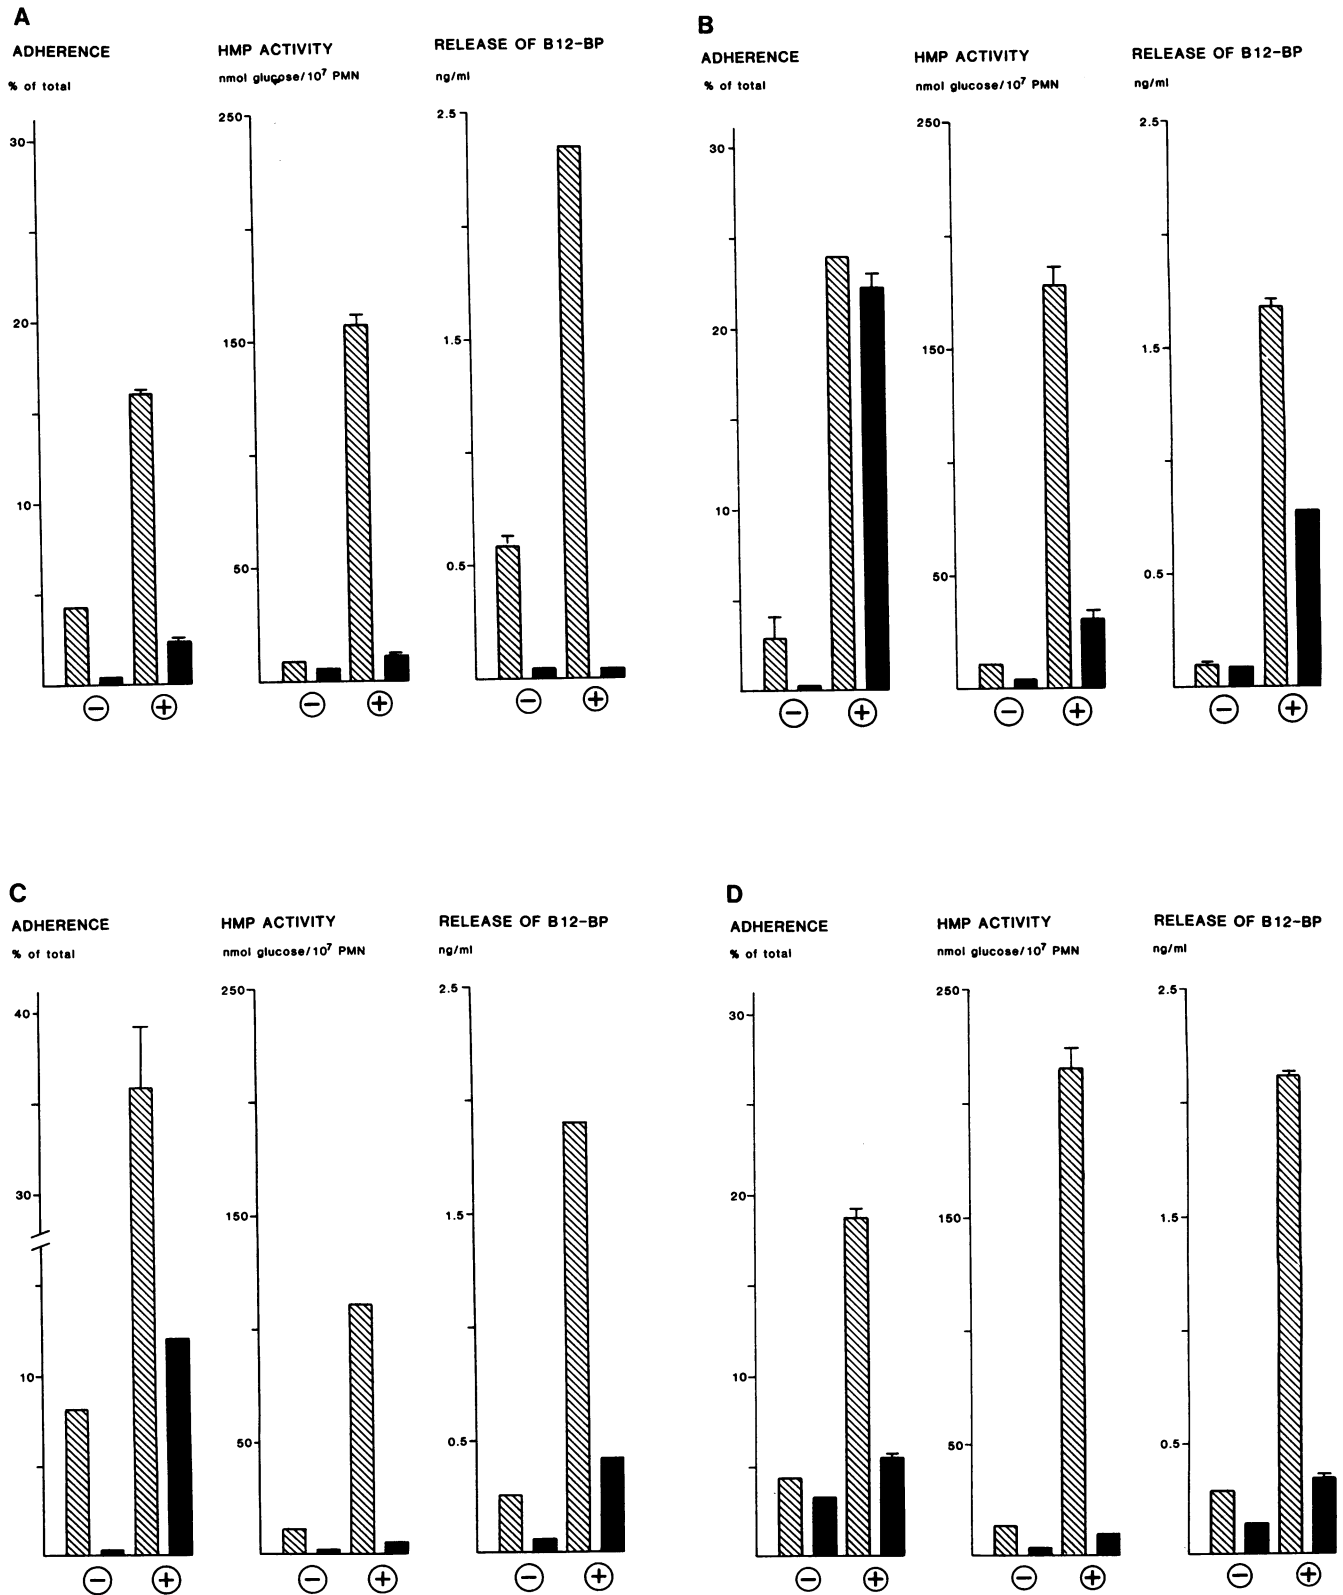 A
ADHERENCE
% of total
30
20
10
− +
HMP ACTIVITY
nmol glucose/10⁷ PMN
250
150
50
− +
RELEASE OF B12-BP
ng/ml
2.5
1.5
0.5
− +
B
ADHERENCE
% of total
30
20
10
− +
HMP ACTIVITY
nmol glucose/10⁷ PMN
250
150
50
− +
RELEASE OF B12-BP
ng/ml
2.5
1.5
0.5
− +
C
ADHERENCE
% of total
40
30
10
− +
HMP ACTIVITY
nmol glucose/10⁷ PMN
250
150
50
− +
RELEASE OF B12-BP
ng/ml
2.5
1.5
0.5
− +
D
ADHERENCE
% of total
30
20
10
− +
HMP ACTIVITY
nmol glucose/10⁷ PMN
250
150
50
− +
RELEASE OF B12-BP
ng/ml
2.5
1.5
0.5
− +